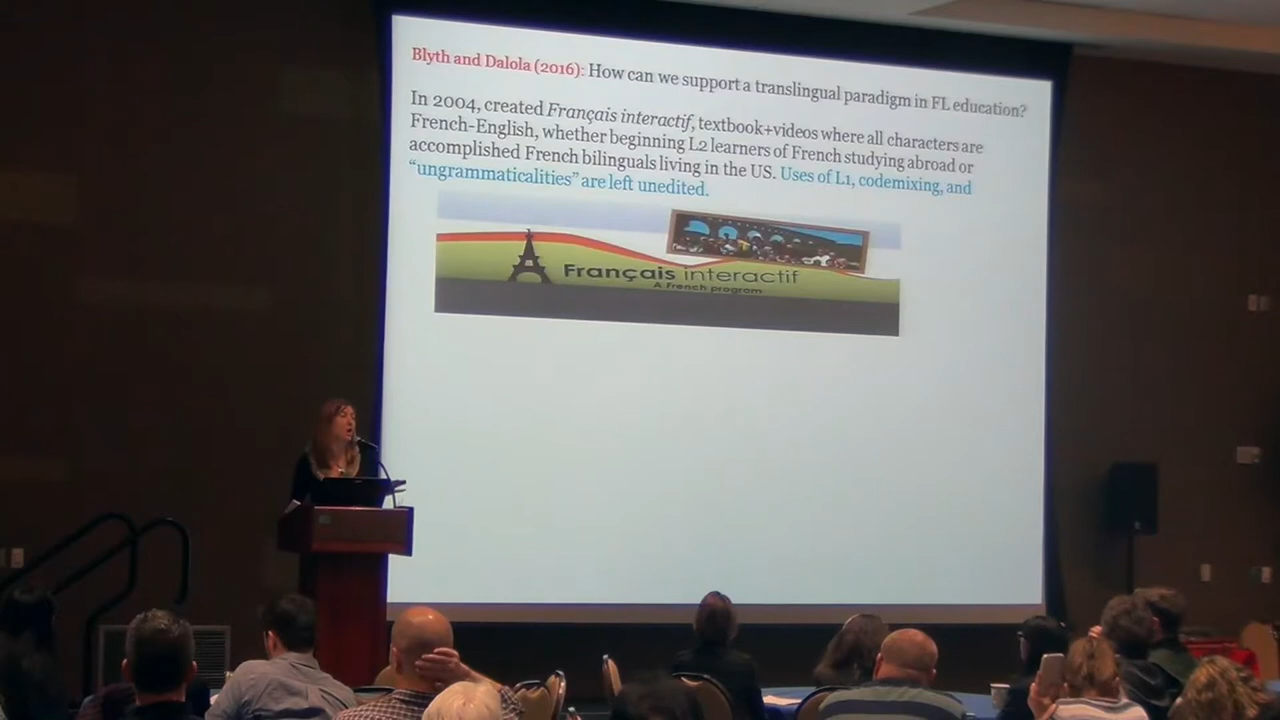 Blyth and Dalola (2016): How can we support a translingual paradigm in FL education?
In 2004, created Français interactif, textbook+videos where all characters are
French-English, whether beginning L2 learners of French studying abroad or
accomplished French bilinguals living in the US. Uses of L1, codemixing, and
“ungrammaticalities” are left unedited.
Français interactif
A French program